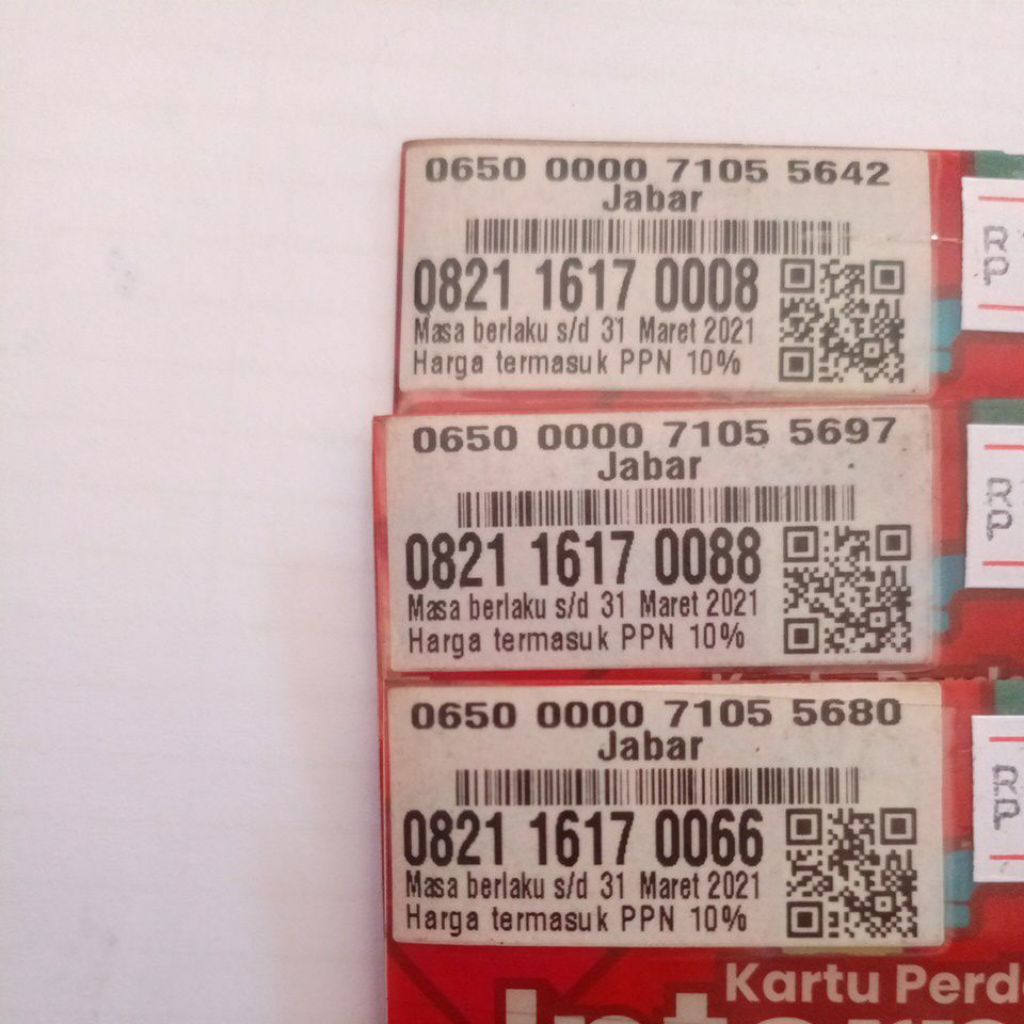 0650 0000 7105 5642
Jabar
0821 1617 0008
Masa berlaku s/d 31 Maret 2021
Harga termasuk PPN 10%
0650 0000 7105 5697
Jabar
0821 1617 0088
Masa berlaku s/d 31 Maret 2021
Harga termasuk PPN 10%
0650 0000 7105 5680
Jabar
0821 1617 0066
Masa berlaku s/d 31 Maret 2021
Harga termasuk PPN 10%
Kartu Perd